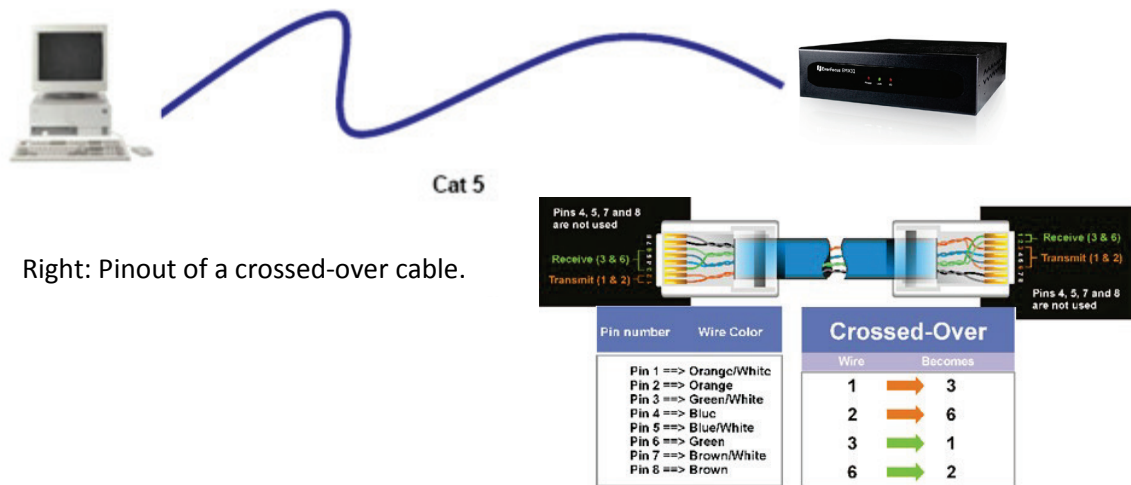 EverFocus
Cat 5
Right: Pinout of a crossed-over cable.
Pins 4, 5, 7 and 8
are not used
Receive (3 & 6)
Transmit (1 & 2)
Receive (3 & 6)
Transmit (1 & 2)
Pins 4, 5, 7 and 8
are not used
Pin number Wire Color
Pin 1 ==> Orange/White
Pin 2 ==> Orange
Pin 3 ==> Green/White
Pin 4 ==> Blue
Pin 5 ==> Blue/White
Pin 6 ==> Green
Pin 7 ==> Brown/White
Pin 8 ==> Brown
Crossed-Over
Wire Becomes
1 3
2 6
3 1
6 2